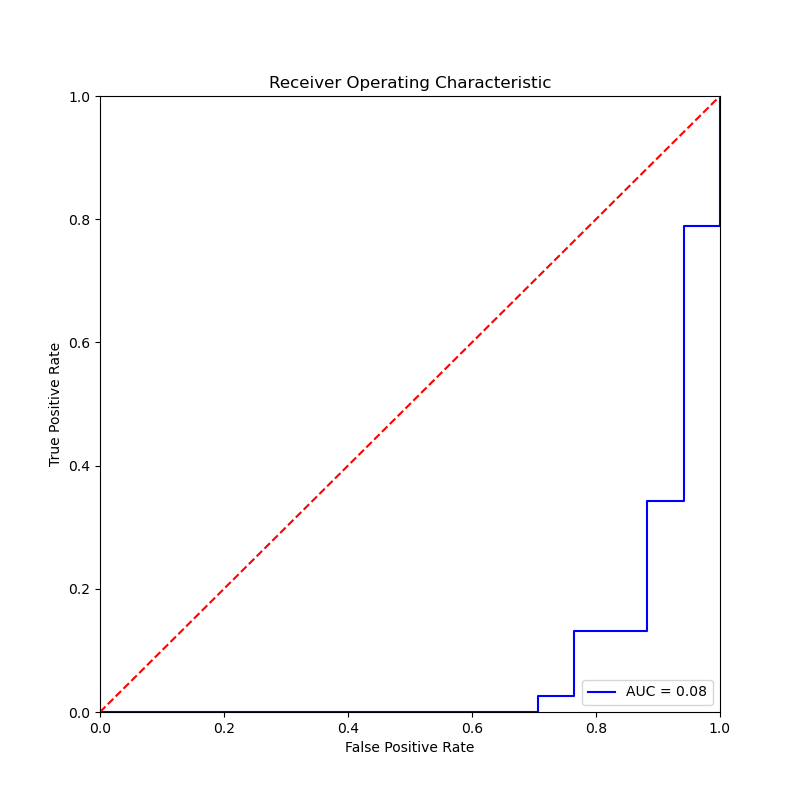 Receiver Operating Characteristic
1.0
0.8
0.6
0.4
0.2
0.0
True Positive Rate
AUC = 0.08
0.0 0.2 0.4 0.6 0.8 1.0
False Positive Rate